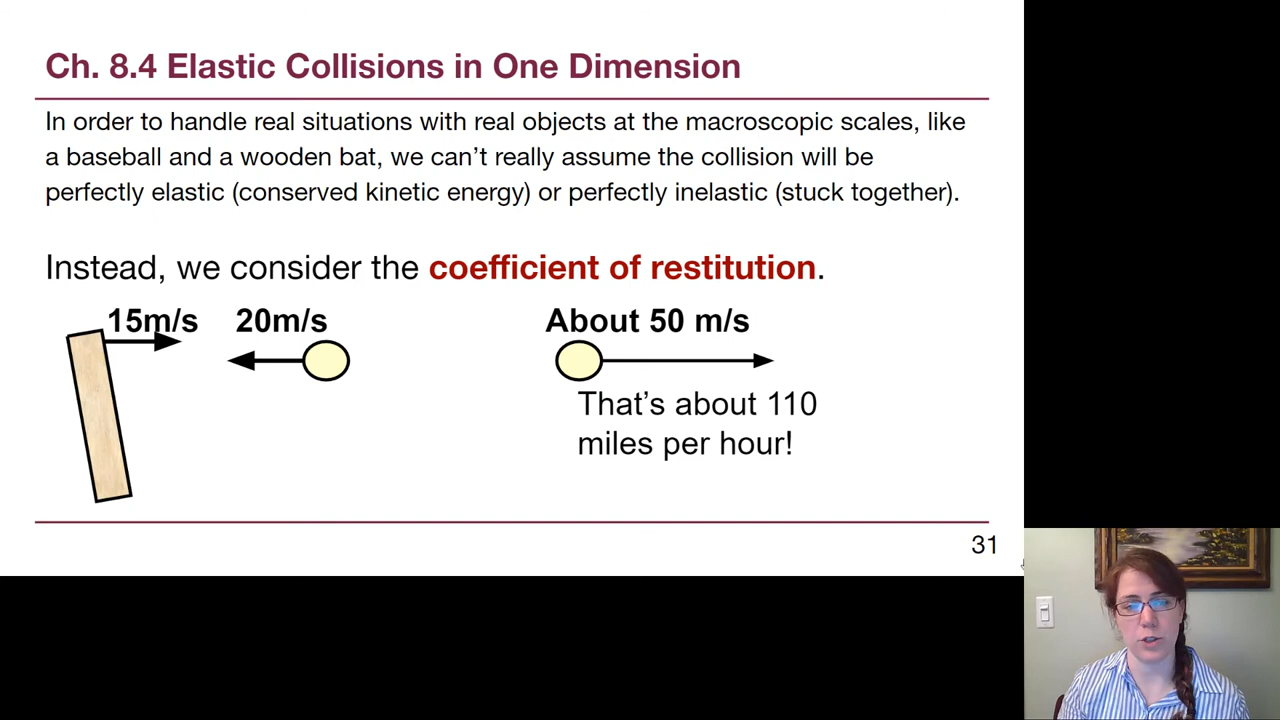 Ch. 8.4 Elastic Collisions in One Dimension
In order to handle real situations with real objects at the macroscopic scales, like
a baseball and a wooden bat, we can’t really assume the collision will be
perfectly elastic (conserved kinetic energy) or perfectly inelastic (stuck together).
Instead, we consider the coefficient of restitution.
15m/s 20m/s About 50 m/s
That’s about 110
miles per hour!
31